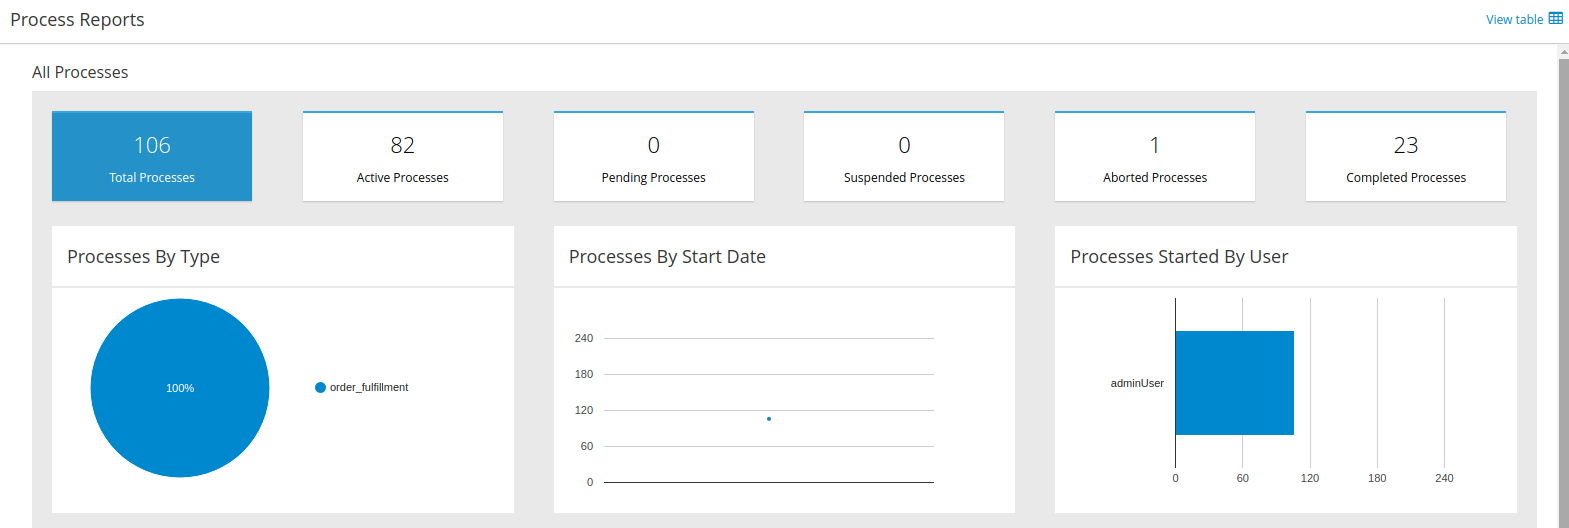 Process Reports
View table
All Processes
106
Total Processes
82
Active Processes
0
Pending Processes
0
Suspended Processes
1
Aborted Processes
23
Completed Processes
Processes By Type
100%
order_fulfillment
Processes By Start Date
240
180
120
60
0
Processes Started By User
adminUser
0 60 120 180 240